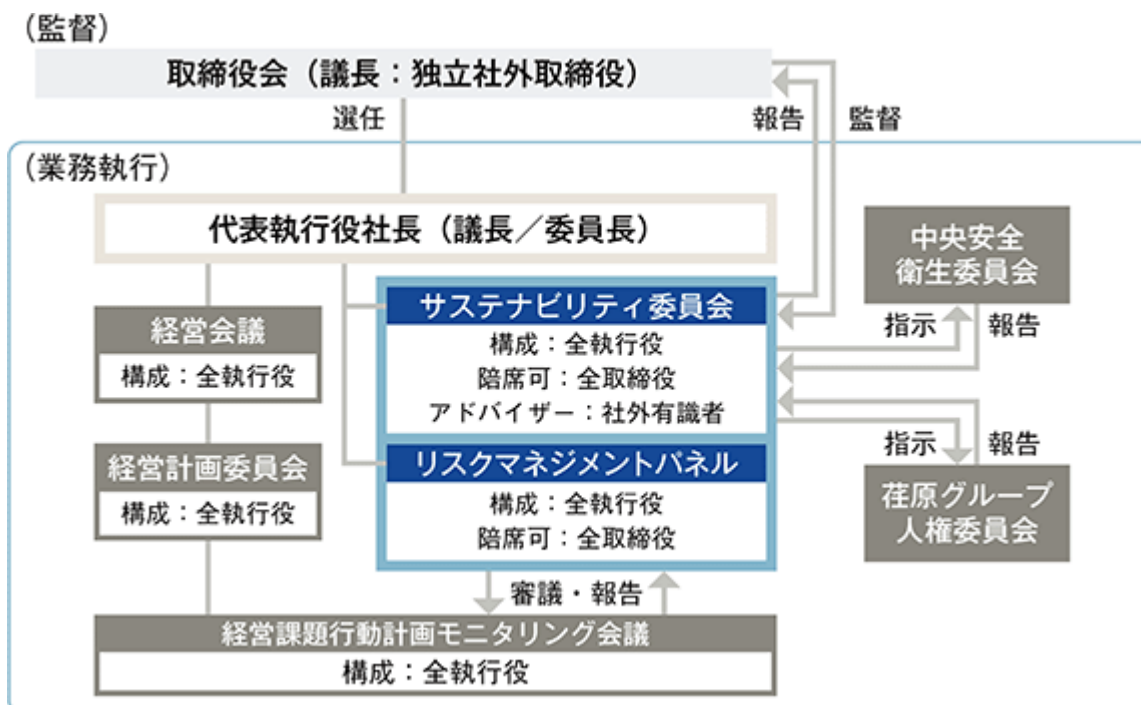 （監督）
取締役会（議長：独立社外取締役）
選任
報告
監督
（業務執行）
代表執行役社長（議長／委員長）
経営会議
構成：全執行役
経営計画委員会
構成：全執行役
サステナビリティ委員会
構成：全執行役
陪席可：全取締役
アドバイザー：社外有識者
リスクマネジメントパネル
構成：全執行役
陪席可：全取締役
中央安全
衛生委員会
指示
報告
指示
報告
荏原グループ
人権委員会
審議・報告
経営課題行動計画モニタリング会議
構成：全執行役